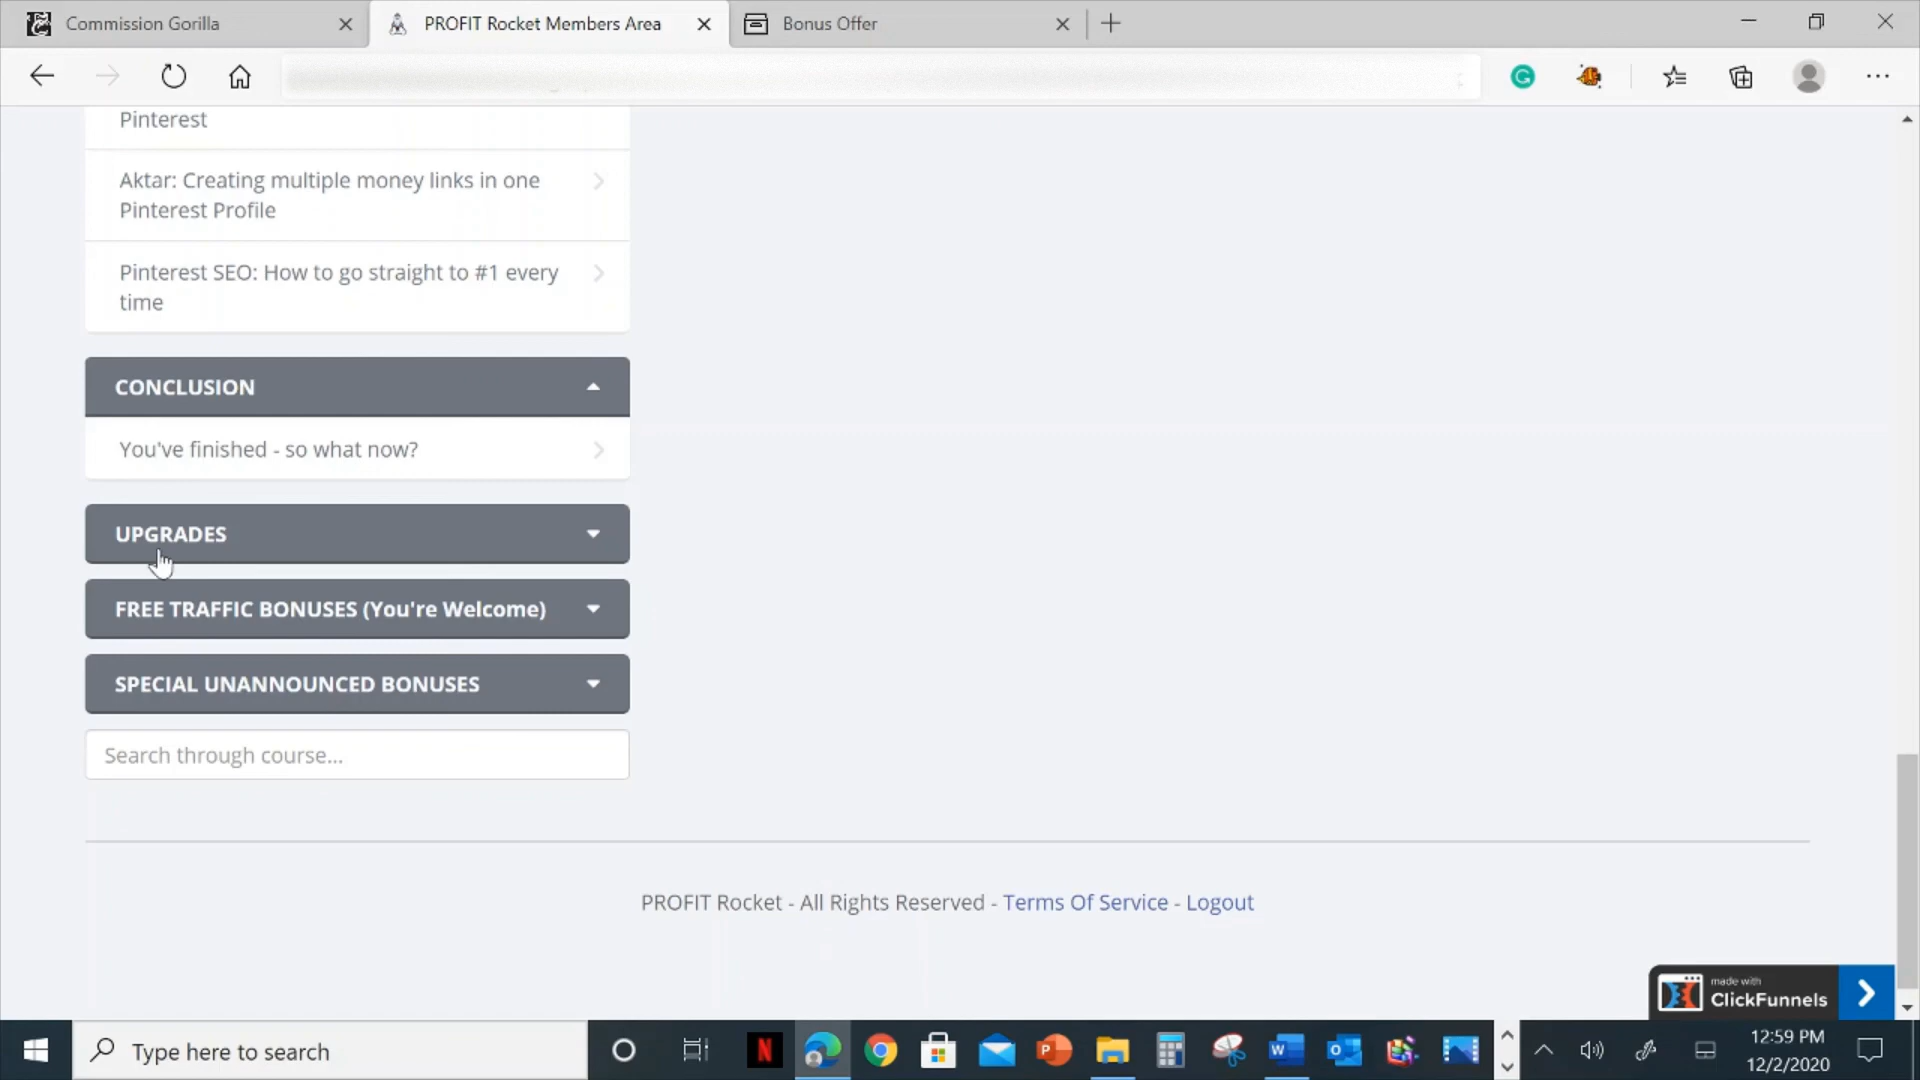 Commission Gorilla
PROFIT Rocket Members Area
Bonus Offer
Pinterest
Aktar: Creating multiple money links in one
Pinterest Profile
Pinterest SEO: How to go straight to #1 every
time
CONCLUSION
You've finished - so what now?
UPGRADES
FREE TRAFFIC BONUSES (You're Welcome)
SPECIAL UNANNOUNCED BONUSES
Search through course...
PROFIT Rocket - All Rights Reserved - Terms Of Service - Logout
made with
ClickFunnels
Type here to search
12:59 PM
12/2/2020